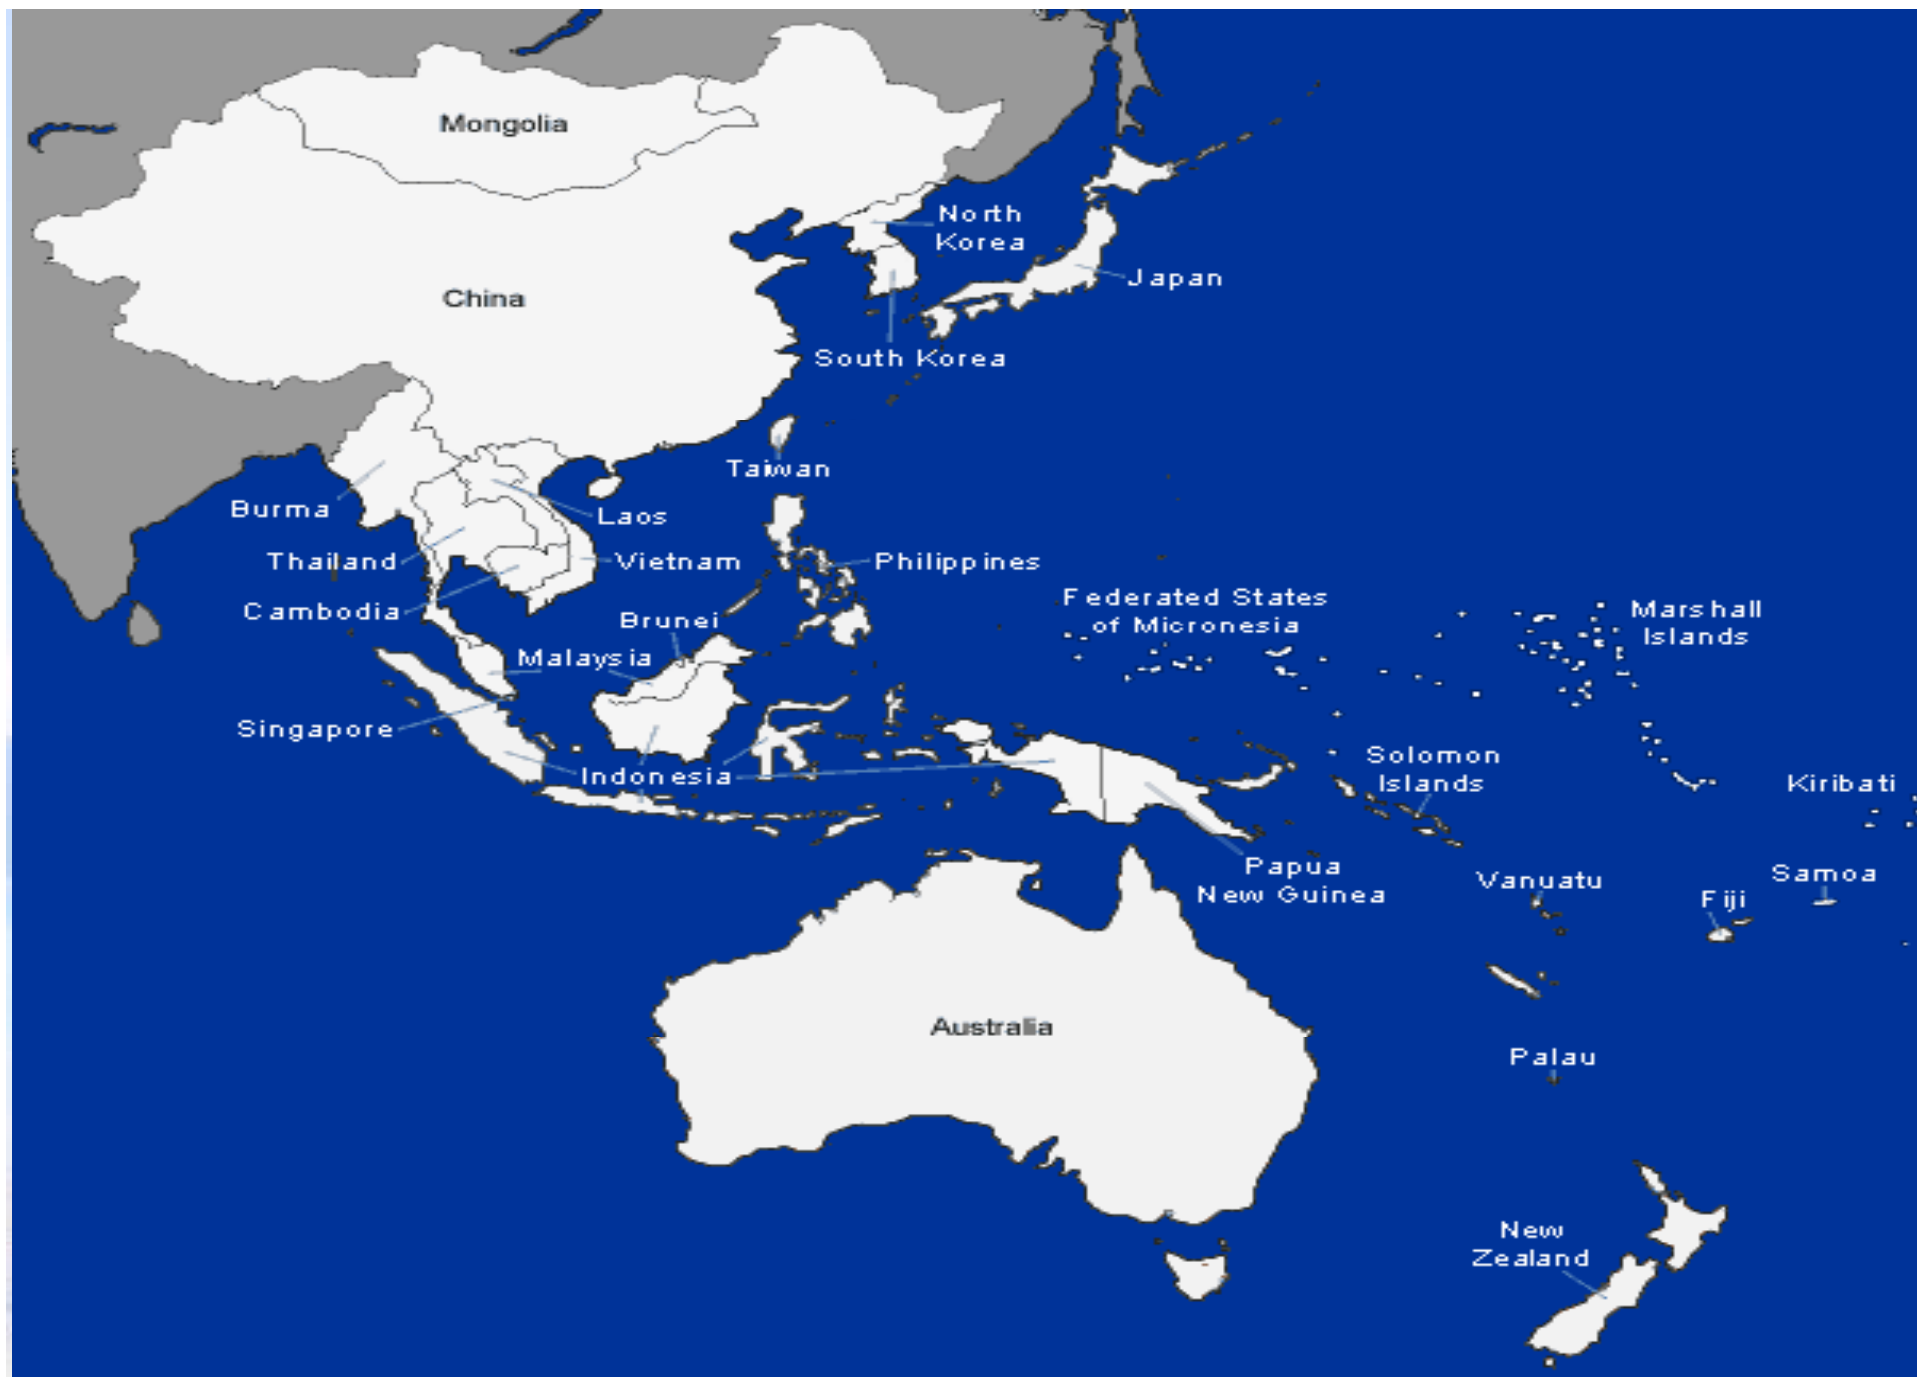 Mongolia
North
Korea
Japan
China
South Korea
Taiwan
Burma
Laos
Thailand
Vietnam
Philippines
Cambodia
Brunei
Federated States
of Micronesia
Marshall
Islands
Malaysia
Singapore
Indonesia
Solomon
Islands
Kiribati
Papua
New Guinea
Vanuatu
Samoa
Fiji
Australia
Palau
New
Zealand